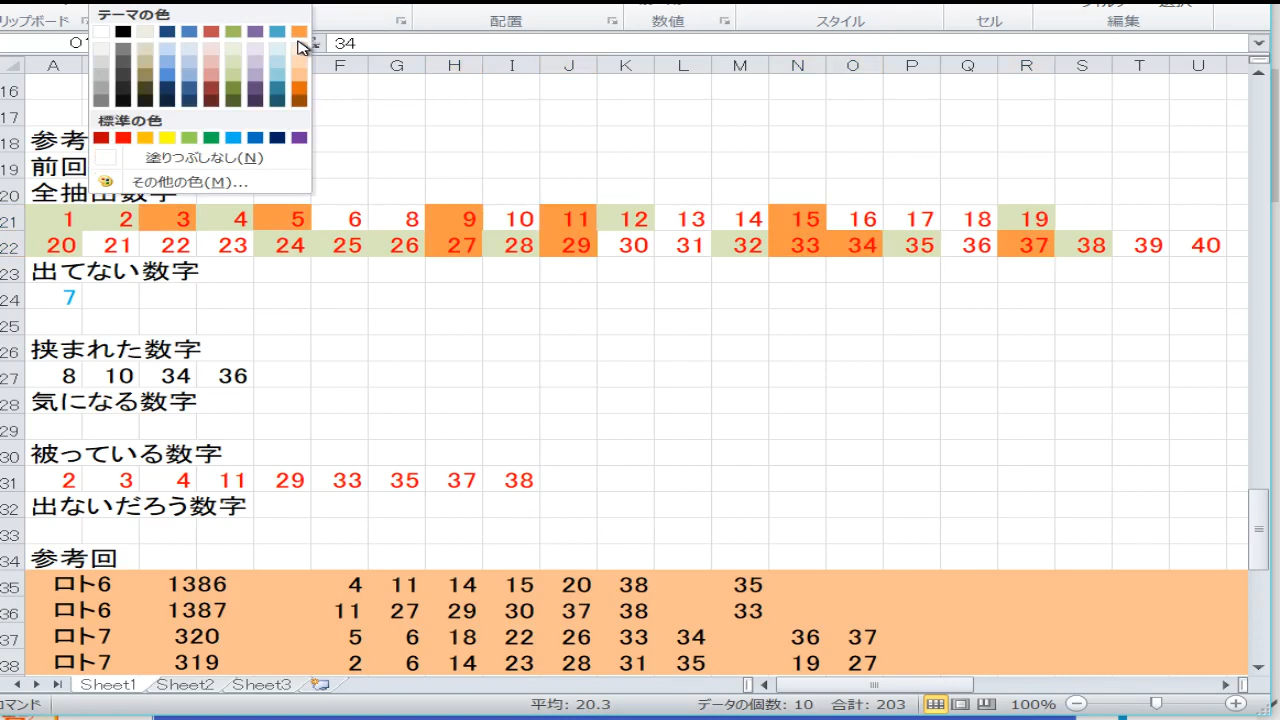 テーマの色
配置 数値 スタイル セル 編集
34
A F G H I J K L M N O P Q R S T U
標準の色
塗りつぶしなし(N)
その他の色(M)...
16
17
18 参考
19 前回
20 全抽出数字
21 1 2 3 4 5 6 8 9 10 11 12 13 14 15 16 17 18 19
22 20 21 22 23 24 25 26 27 28 29 30 31 32 33 34 35 36 37 38 39 40
23 出てない数字
24 7
25
26 挟まれた数字
27 8 10 34 36
28 気になる数字
29
30 被っている数字
31 2 3 4 11 29 33 35 37 38
32 出ないだろう数字
33
34 参考回
35 ロト6 1386 4 11 14 15 20 38 35
36 ロト6 1387 11 27 29 30 37 38 33
37 ロト7 320 5 6 18 22 26 33 34 36 37
38 ロト7 319 2 6 14 23 28 31 35 19 27
Sheet1 Sheet2 Sheet3
コマンド 平均: 20.3 データの個数: 10 合計: 203 100%